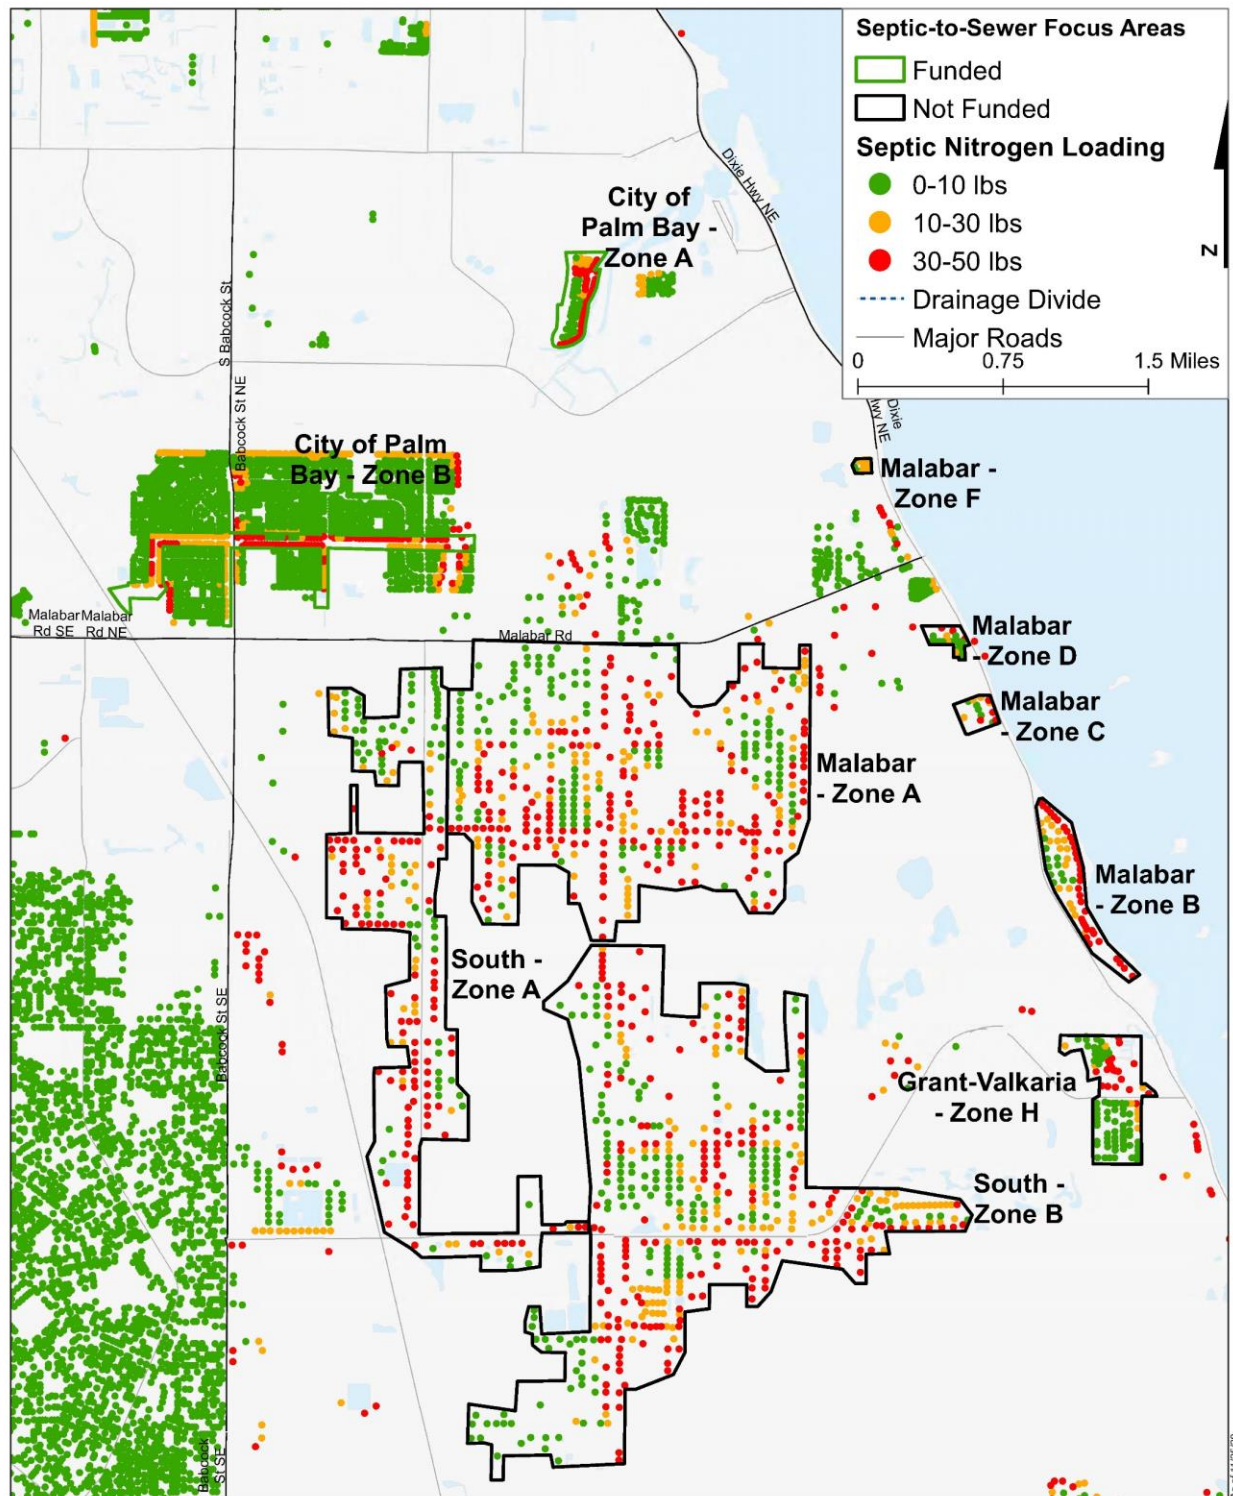 Septic-to-Sewer Focus Areas
Funded
Not Funded
Septic Nitrogen Loading
0-10 lbs
10-30 lbs
30-50 lbs
Drainage Divide
Major Roads
0 0.75 1.5 Miles
N
Dixie Hwy NE
City of
Palm Bay -
Zone A
S Babcock St
Babcock St NE
Dixie
Hwy NE
City of Palm
Bay - Zone B
Malabar -
Zone F
Malabar
Rd SE
Malabar
Rd NE
Malabar Rd
Malabar
- Zone D
Malabar
- Zone C
Malabar
- Zone A
Malabar
- Zone B
South -
Zone A
Babcock St SE
Grant-Valkaria
- Zone H
South -
Zone B
Babcock
St SE